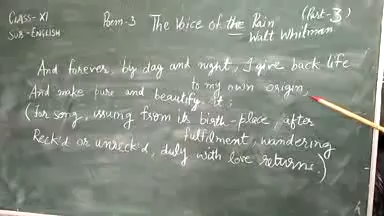 CLASS-XI
SUB-ENGLISH
Poem-3 The Voice of the Rain (Part-3)
Walt Whitman
And forever, by day and night, I give back life
to my own origin,
And make pure and beautify it;
(For song, issuing from its birth-place, after
fulfilment, wandering
Reck'd or unreck'd, duly with love returns.)